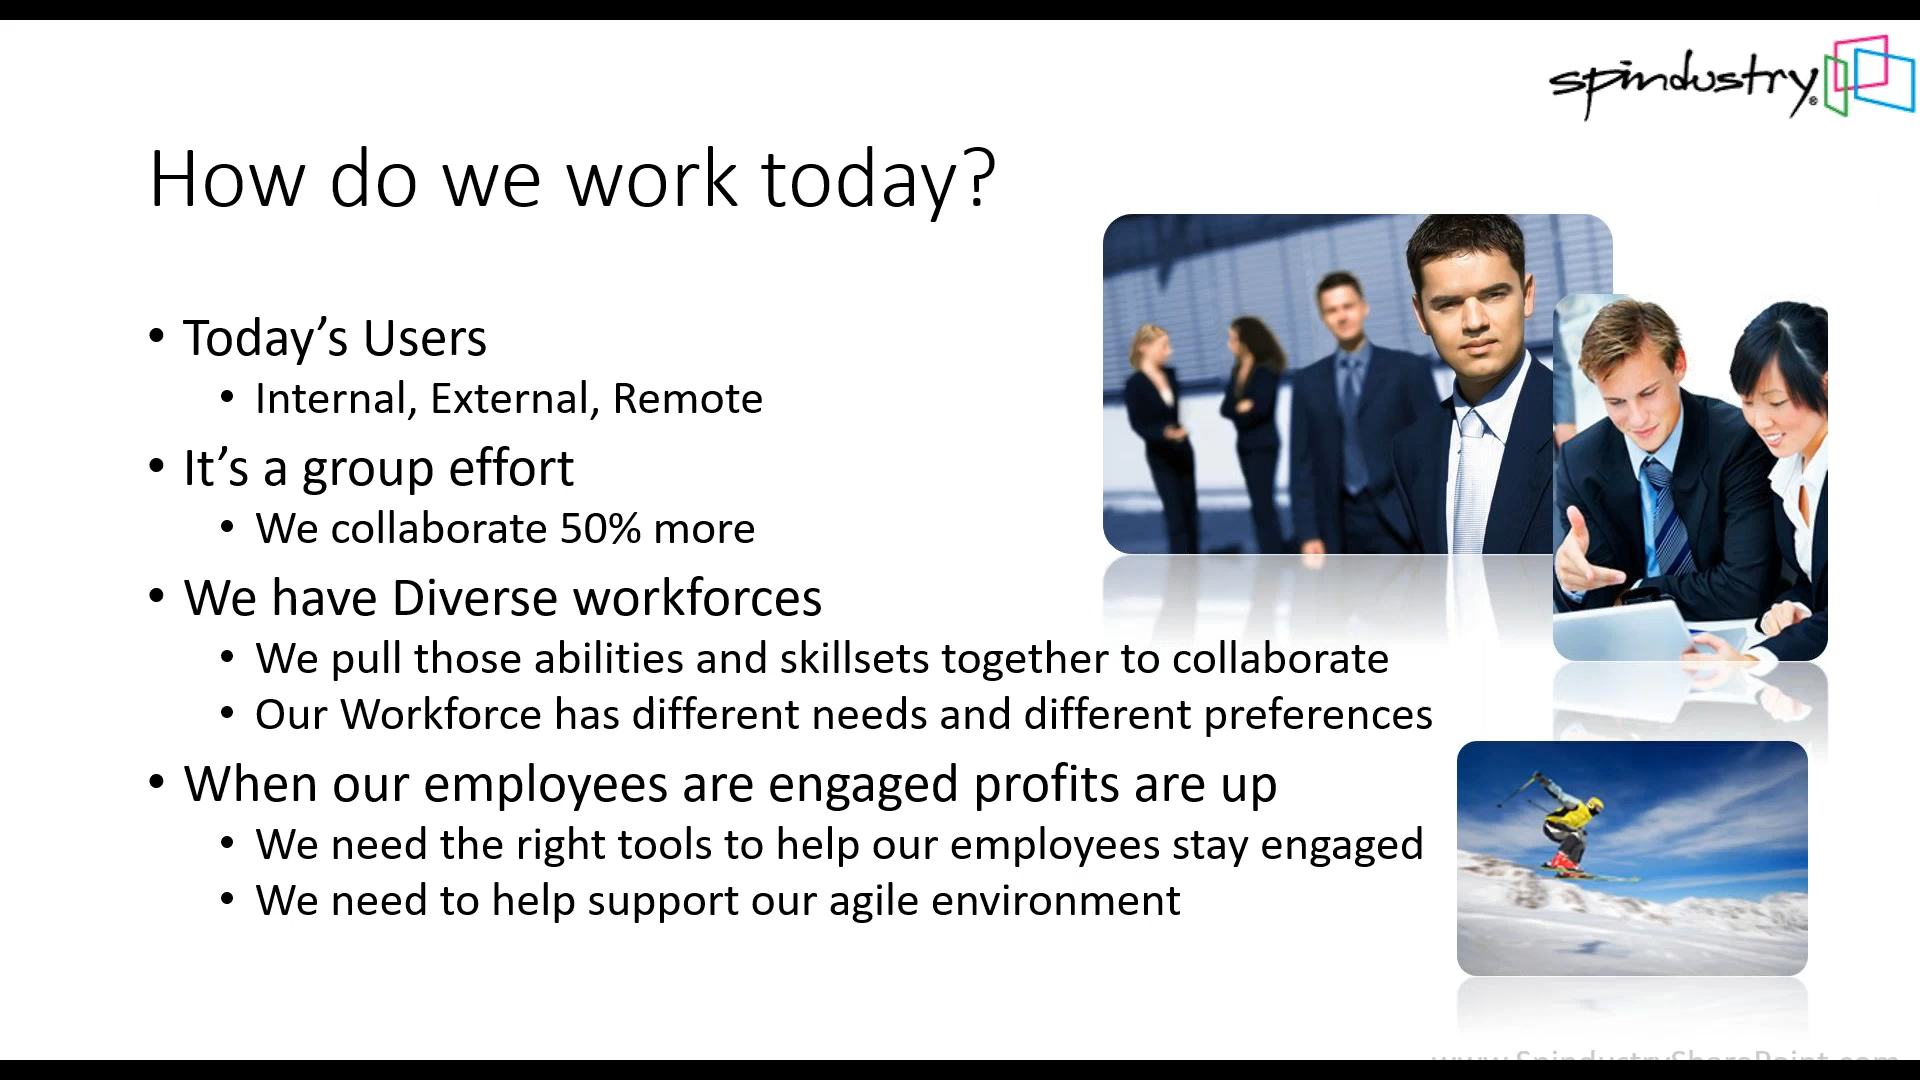 spindustry®
How do we work today?
• Today’s Users
• Internal, External, Remote
• It’s a group effort
• We collaborate 50% more
• We have Diverse workforces
• We pull those abilities and skillsets together to collaborate
• Our Workforce has different needs and different preferences
• When our employees are engaged profits are up
• We need the right tools to help our employees stay engaged
• We need to help support our agile environment
www.SpindustrySharePoint.com